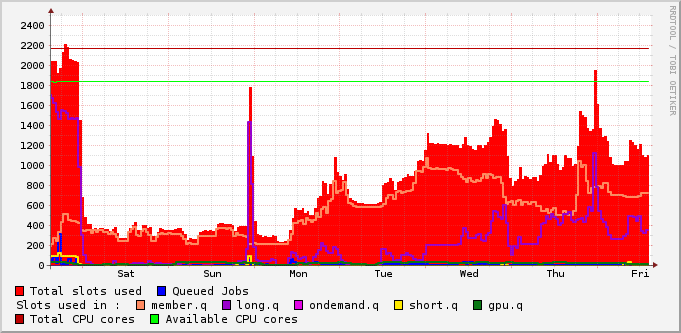 2400
2200
2000
1800
1600
1400
1200
1000
800
600
400
200
0
Sat Sun Mon Tue Wed Thu Fri
RRDTOOL / TOBI OETIKER
Total slots used Queued Jobs
Slots used in : member.q long.q ondemand.q short.q gpu.q
Total CPU cores Available CPU cores